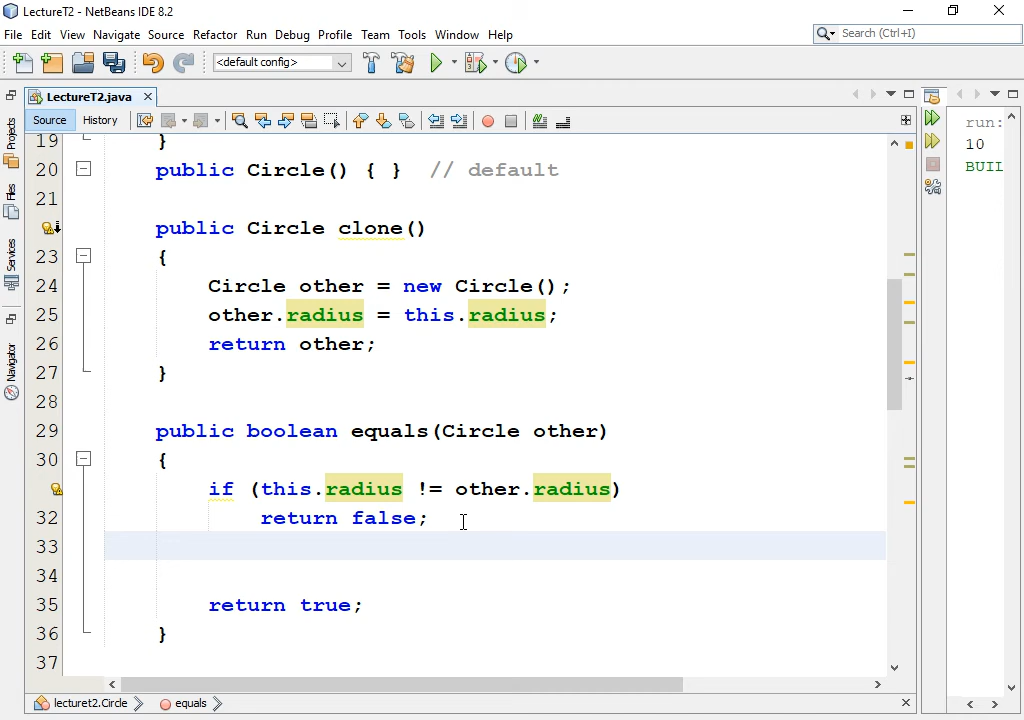 LectureT2 - NetBeans IDE 8.2
File Edit View Navigate Source Refactor Run Debug Profile Team Tools Window Help
Search (Ctrl+I)
<default config>
LectureT2.java
Source History
Projects
Files
Services
Navigator
19 }
20 public Circle() { } // default
21
public Circle clone()
23 {
24 Circle other = new Circle();
25 other.radius = this.radius;
26 return other;
27 }
28
29 public boolean equals(Circle other)
30 {
if (this.radius != other.radius)
32 return false;
33
34
35 return true;
36 }
37
run:
10
BUIL
lecturet2.Circle equals